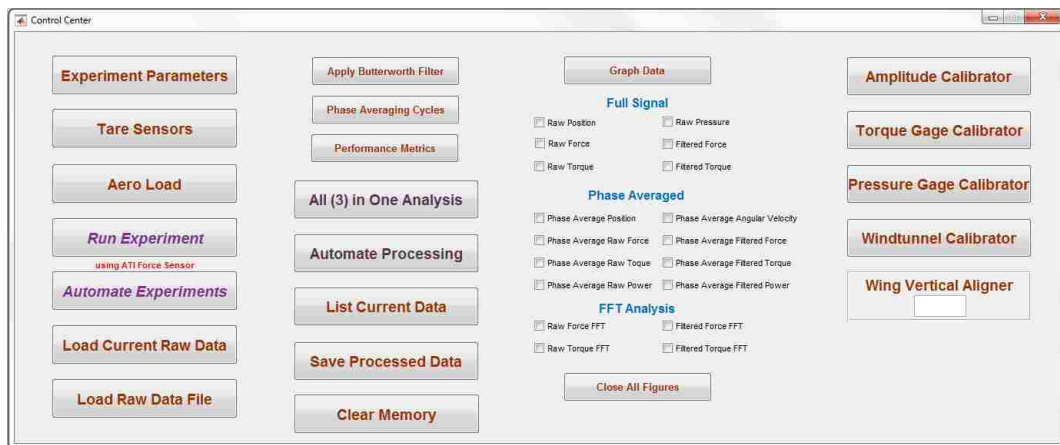 Control Center
Experiment Parameters
Tare Sensors
Aero Load
Run Experiment
using ATI Force Sensor
Automate Experiments
Load Current Raw Data
Load Raw Data File
Apply Butterworth Filter
Phase Averaging Cycles
Performance Metrics
All (3) in One Analysis
Automate Processing
List Current Data
Save Processed Data
Clear Memory
Graph Data
Full Signal
Raw Position
Raw Pressure
Raw Force
Filtered Force
Raw Torque
Filtered Torque
Phase Averaged
Phase Average Position
Phase Average Angular Velocity
Phase Average Raw Force
Phase Average Filtered Force
Phase Average Raw Toque
Phase Average Filtered Torque
Phase Average Raw Power
Phase Average Filtered Power
FFT Analysis
Raw Force FFT
Filtered Force FFT
Raw Torque FFT
Filtered Torque FFT
Close All Figures
Amplitude Calibrator
Torque Gage Calibrator
Pressure Gage Calibrator
Windtunnel Calibrator
Wing Vertical Aligner